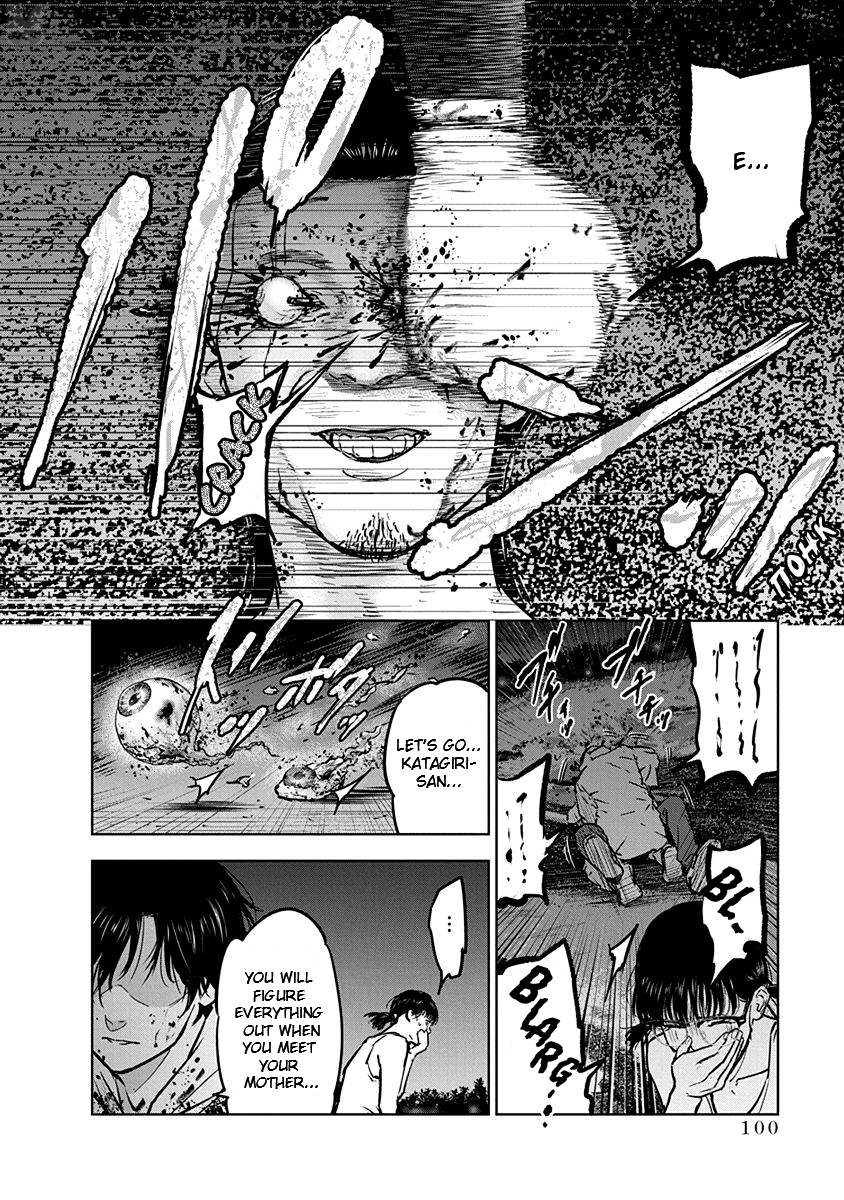 E...
CRACK
ПОНК
BL-
BLARG...
LET'S GO...
KATAGIRI-
SAN...
...
YOU WILL
FIGURE
EVERYTHING
OUT WHEN
YOU MEET
YOUR
MOTHER...
100